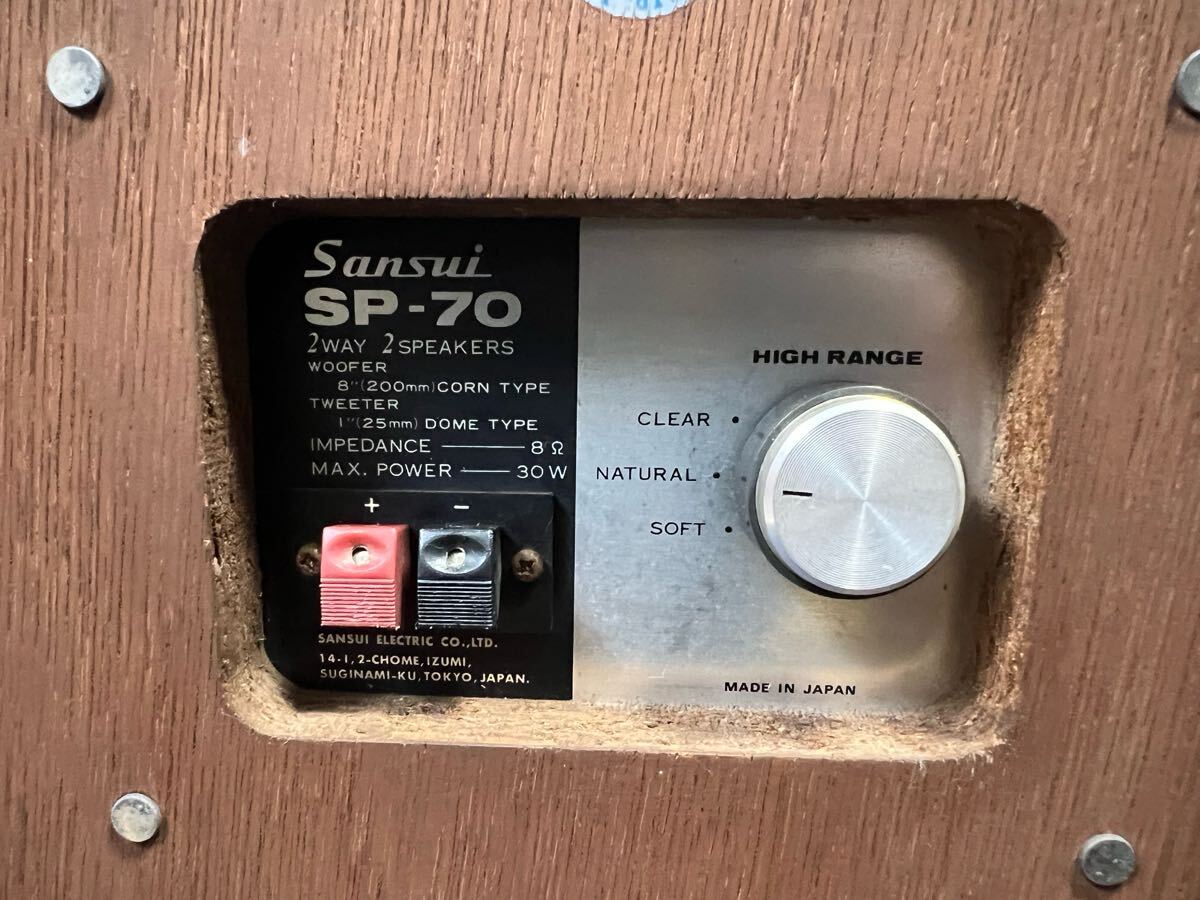 Sansui
SP-70
2WAY 2SPEAKERS
WOOFER
8"(200mm)CORN TYPE
TWEETER
1"(25mm) DOME TYPE
IMPEDANCE 8Ω
MAX. POWER 30W
+ −
SANSUI ELECTRIC CO.,LTD.
14-1, 2-CHOME, IZUMI,
SUGINAMI-KU, TOKYO, JAPAN.
HIGH RANGE
CLEAR
NATURAL
SOFT
MADE IN JAPAN